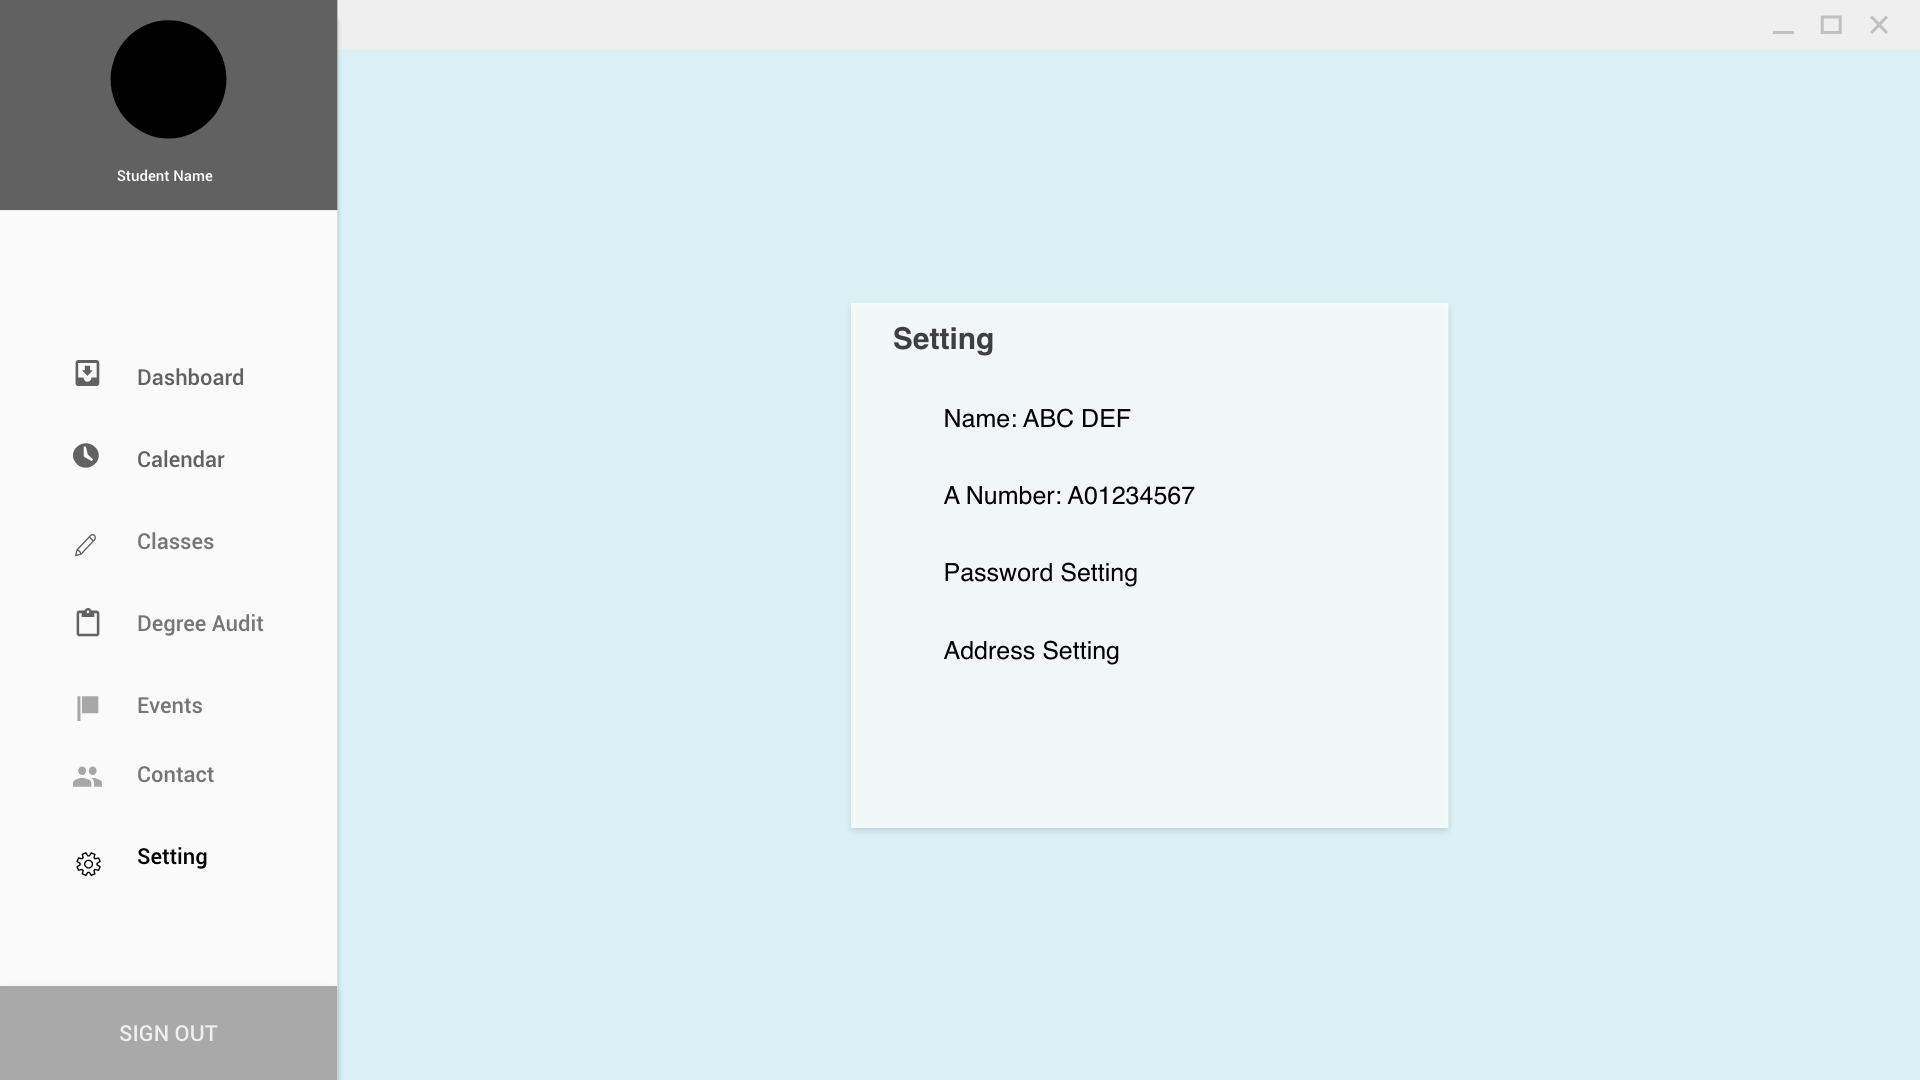 Student Name
Dashboard
Calendar
Classes
Degree Audit
Events
Contact
Setting
SIGN OUT
Setting
Name: ABC DEF
A Number: A01234567
Password Setting
Address Setting